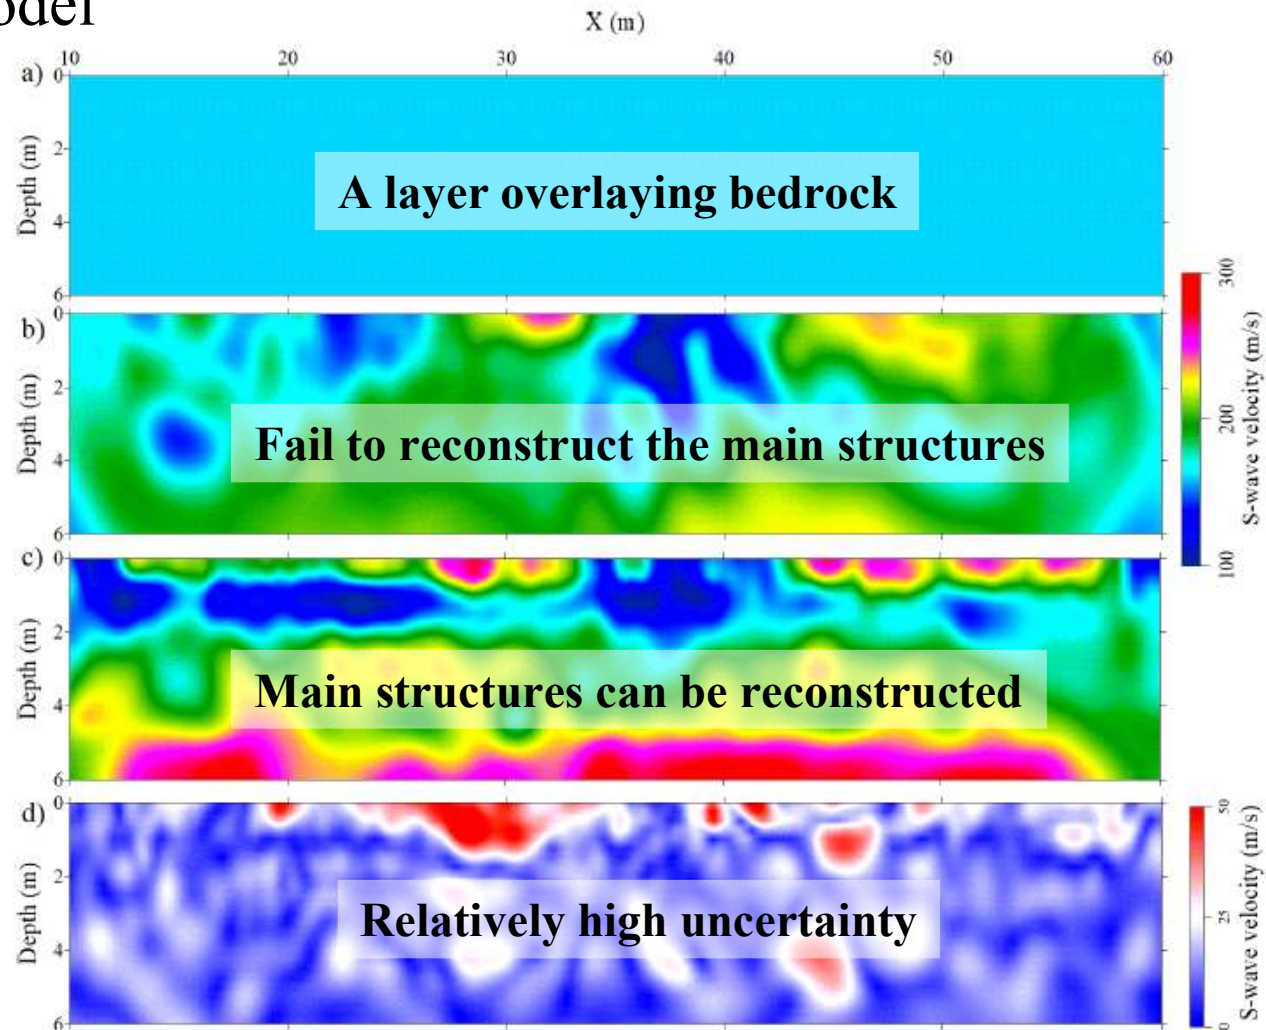 odel
X (m)
10 20 30 40 50 60
a) 0
2
4
6
Depth (m)
A layer overlaying bedrock
b) 0
2
4
6
Depth (m)
Fail to reconstruct the main structures
300
200
100
S-wave velocity (m/s)
c) 0
2
4
6
Depth (m)
Main structures can be reconstructed
d) 0
2
4
6
Depth (m)
Relatively high uncertainty
50
25
0
S-wave velocity (m/s)